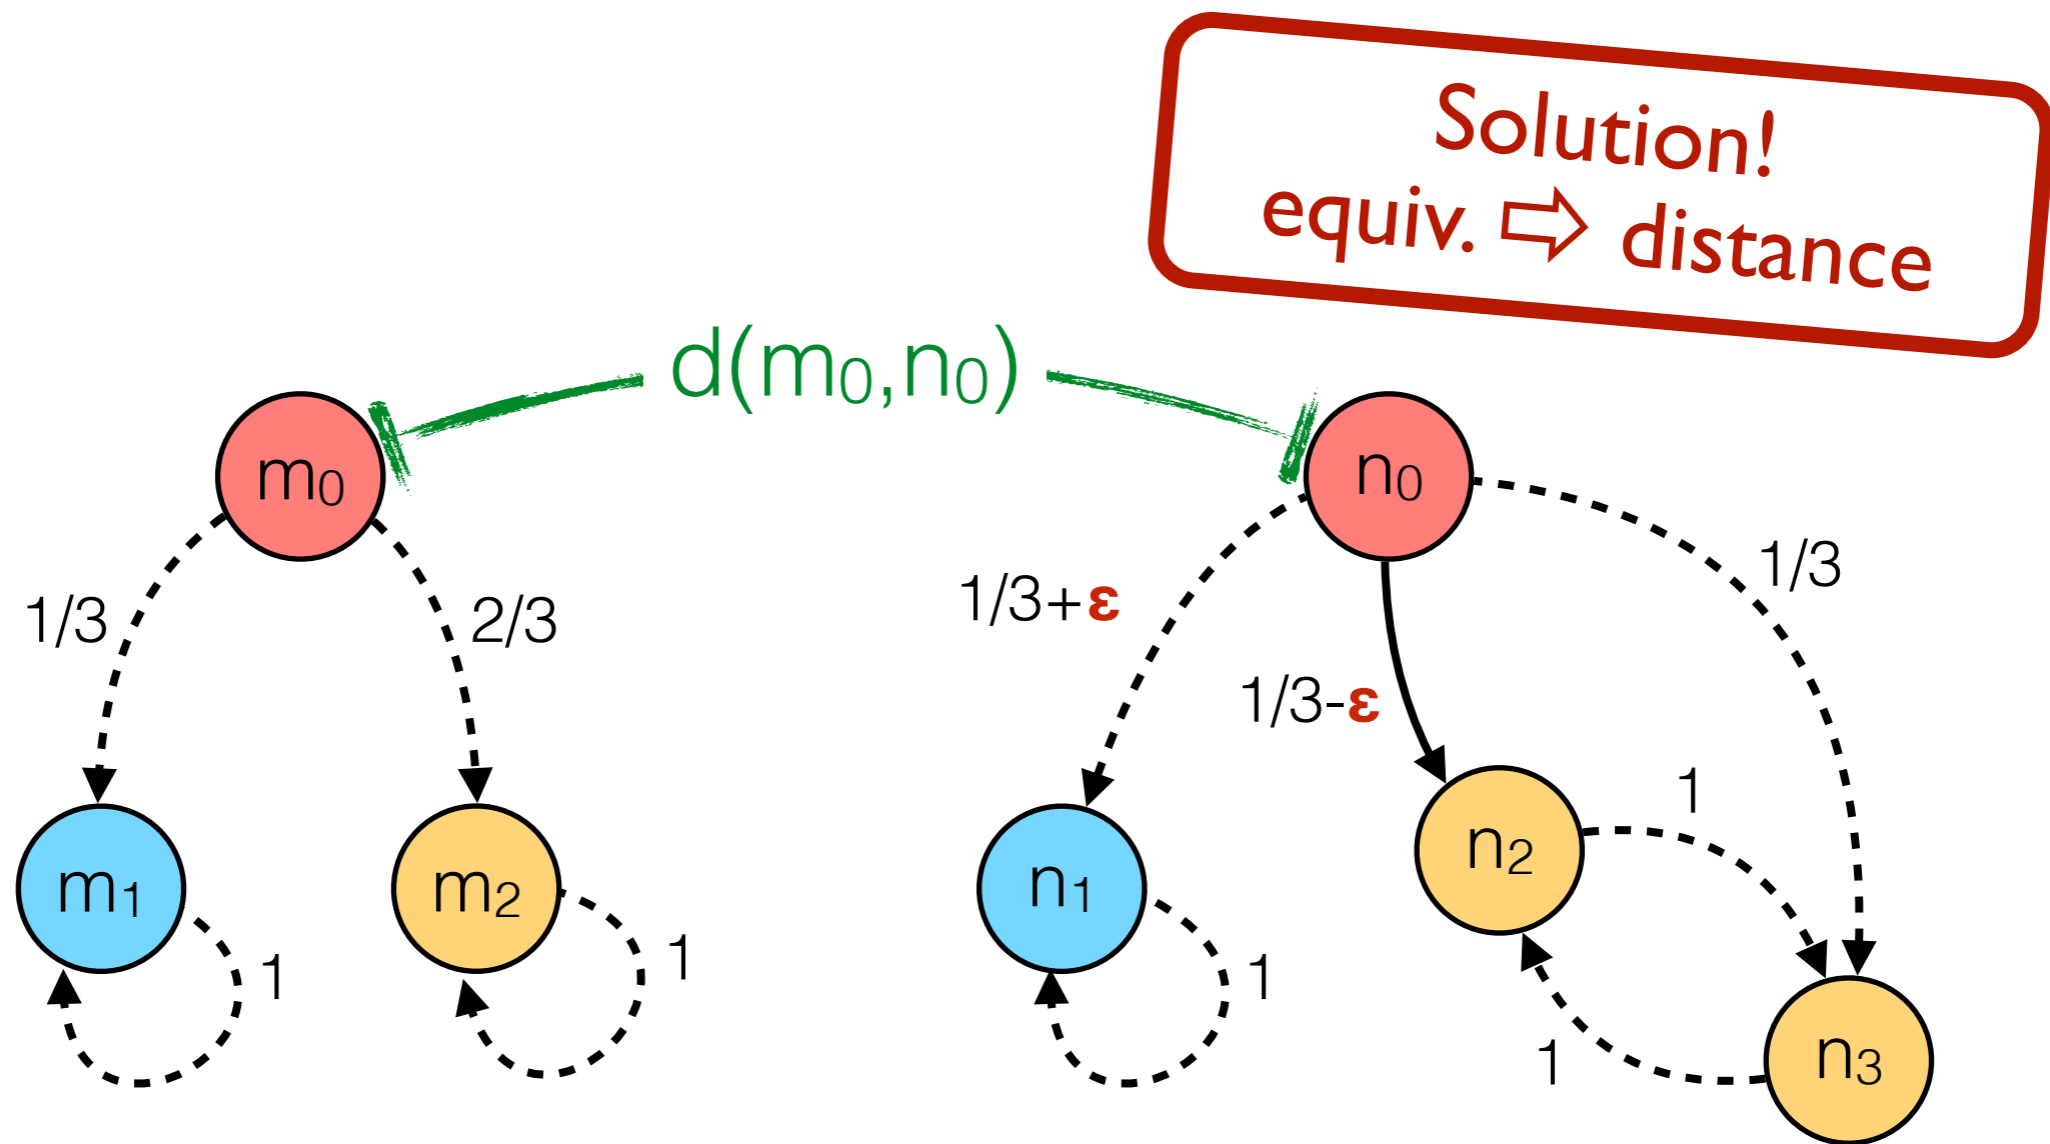 Solution!
equiv. ⇨ distance
d(m₀,n₀)
m₀
n₀
1/3
2/3
1/3+ε
1/3-ε
1/3
m₁
1
m₂
1
n₁
1
n₂
1
n₃
1